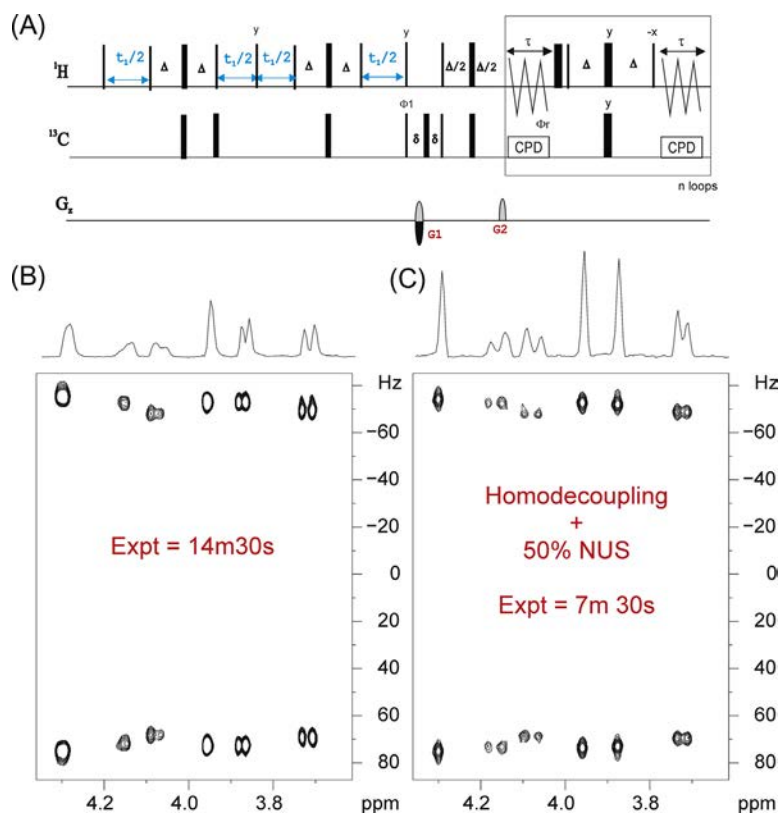 (A)
y y y -x
t₁/2 Δ Δ t₁/2 t₁/2 Δ Δ t₁/2 Δ/2 Δ/2 τ Δ Δ τ
¹H
Φ1 Φr y
¹³C δ δ CPD CPD
n loops
G_z G1 G2
(B) (C)
Hz Hz
-60 -60
-40 -40
-20 Homodecoupling -20
+
Expt = 14m30s 50% NUS
0 0
Expt = 7m 30s
20 20
40 40
60 60
80 80
4.2 4.0 3.8 ppm 4.2 4.0 3.8 ppm